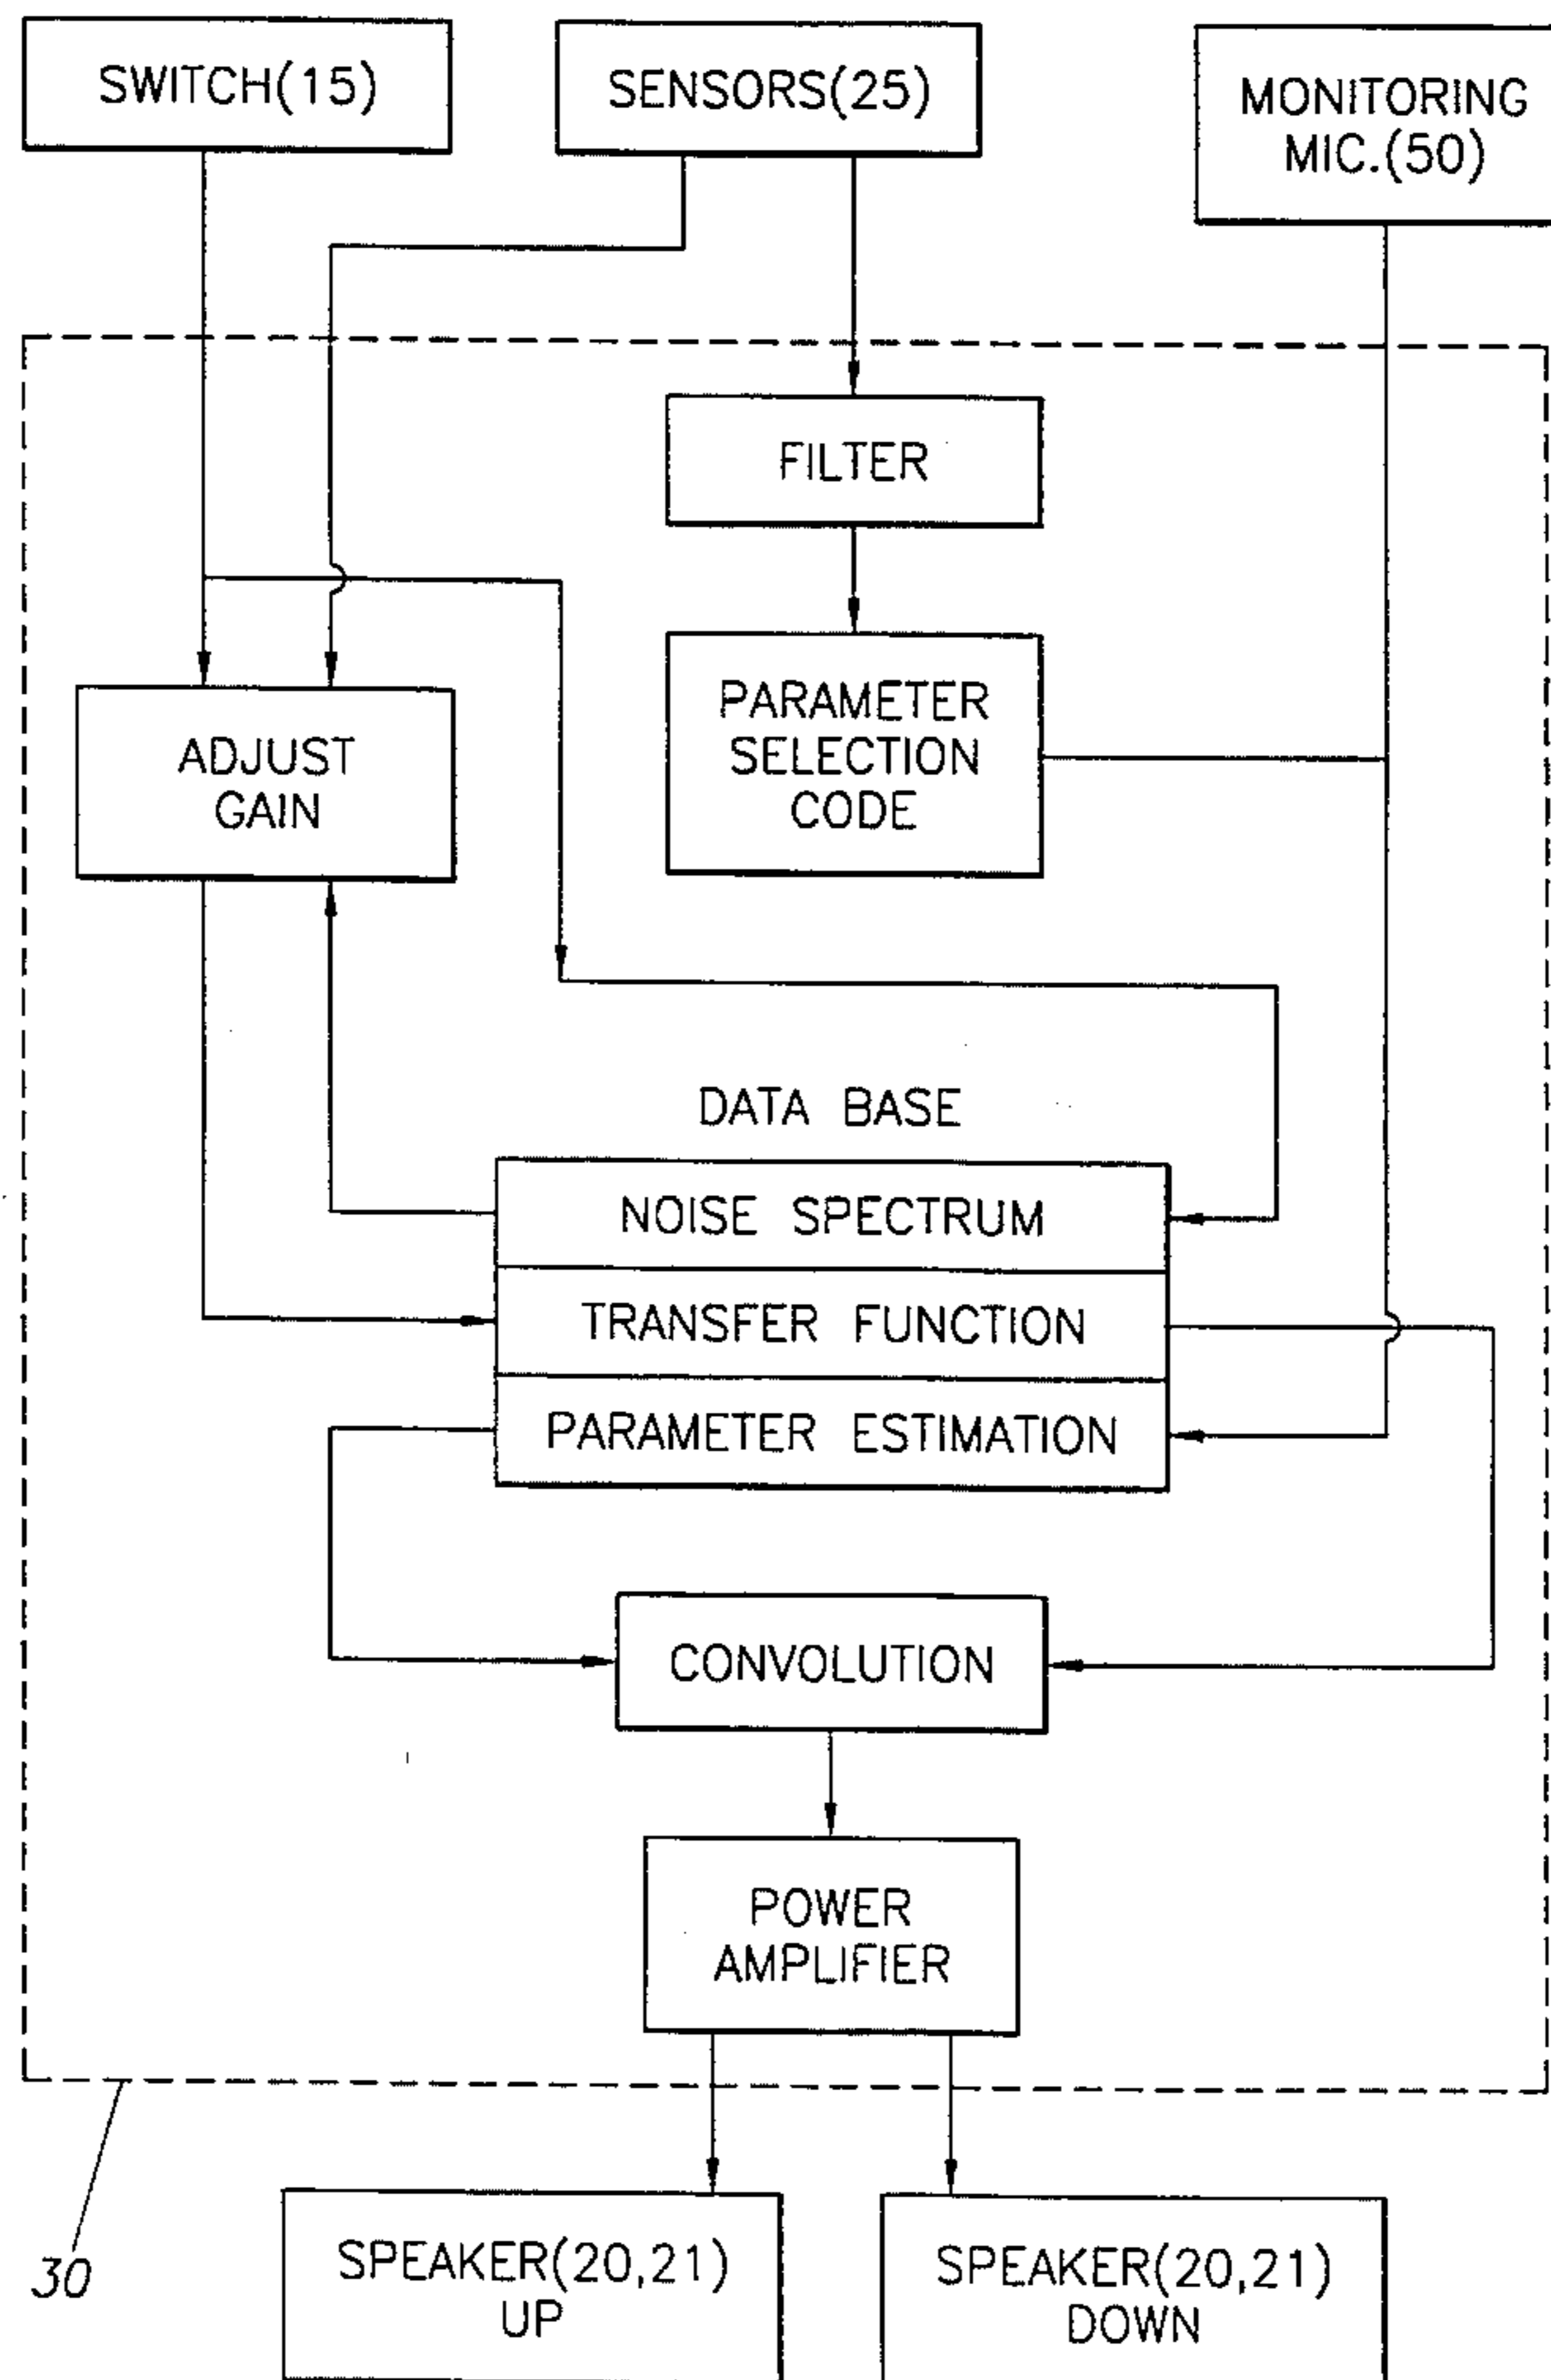 SWITCH(15)
SENSORS(25)
MONITORING
MIC.(50)
FILTER
PARAMETER
SELECTION
CODE
ADJUST
GAIN
DATA BASE
NOISE SPECTRUM
TRANSFER FUNCTION
PARAMETER ESTIMATION
CONVOLUTION
POWER
AMPLIFIER
30
SPEAKER(20,21)
UP
SPEAKER(20,21)
DOWN